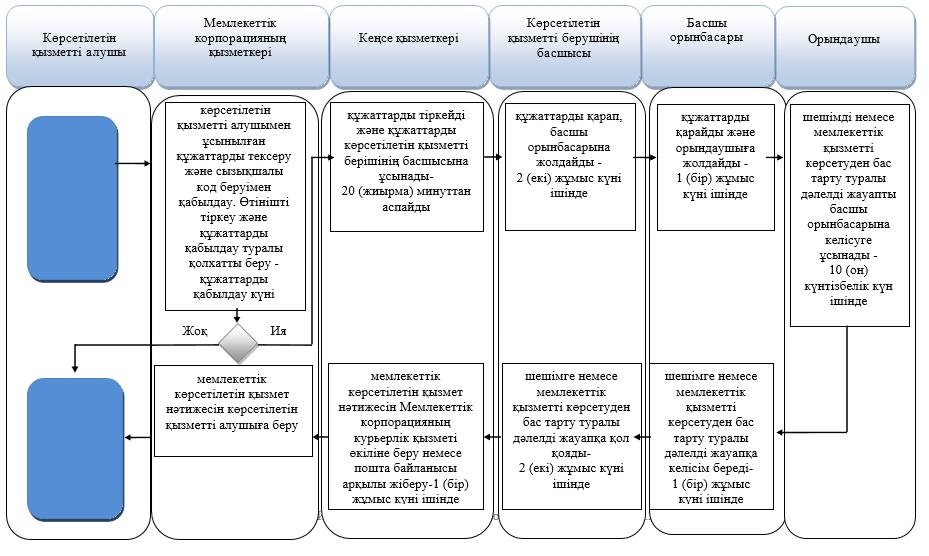 Көрсетілетін
қызметті алушы
Мемлекеттік
корпорацияның
қызметкері
Кеңсе қызметкері
Көрсетілетін
қызметті берушінің
басшысы
Басшы
орынбасары
Орындаушы
көрсетілетін
қызметті алушымен
ұсынылған
құжаттарды тексеру
және сызықшалы
код беруімен
қабылдау. Өтінішті
тіркеу және
құжаттарды
қабылдау туралы
қолхатты беру -
құжаттарды
қабылдау күні
құжаттарды тіркейді
және құжаттарды
көрсетілетін қызметті
берішінің басшысына
ұсынады-
20 (жиырма) минуттан
аспайды
құжаттарды қарап,
басшы
орынбасарына
жолдайды -
2 (екі) жұмыс күні
ішінде
құжаттарды
қарайды және
орындаушыға
жолдайды -
1 (бір) жұмыс
күні ішінде
шешімді немесе
мемлекеттік
қызметті
көрсетуден бас
тарту туралы
дәлелді жауапты
басшы
орынбасарына
келісуге
ұсынады -
10 (он)
күнтізбелік күн
ішінде
Жоқ
Ия
мемлекеттік
көрсетілетін қызмет
нәтижесін көрсетілетін
қызметті алушыға беру
мемлекеттік
көрсетілетін қызмет
нәтижесін Мемлекеттік
корпорацияның
курьерлік қызметі
өкіліне беру немесе
пошта байланысы
арқылы жіберу-1 (бір)
жұмыс күні ішінде
шешімге немесе
мемлекеттік
қызметті көрсетуден
бас тарту туралы
дәлелді жауапқа қол
қояды-
2 (екі) жұмыс күні
ішінде
шешімге немесе
мемлекеттік
қызметті
көрсетуден бас
тарту туралы
дәлелді жауапқа
келісім береді-
1 (бір) жұмыс
күні ішінде